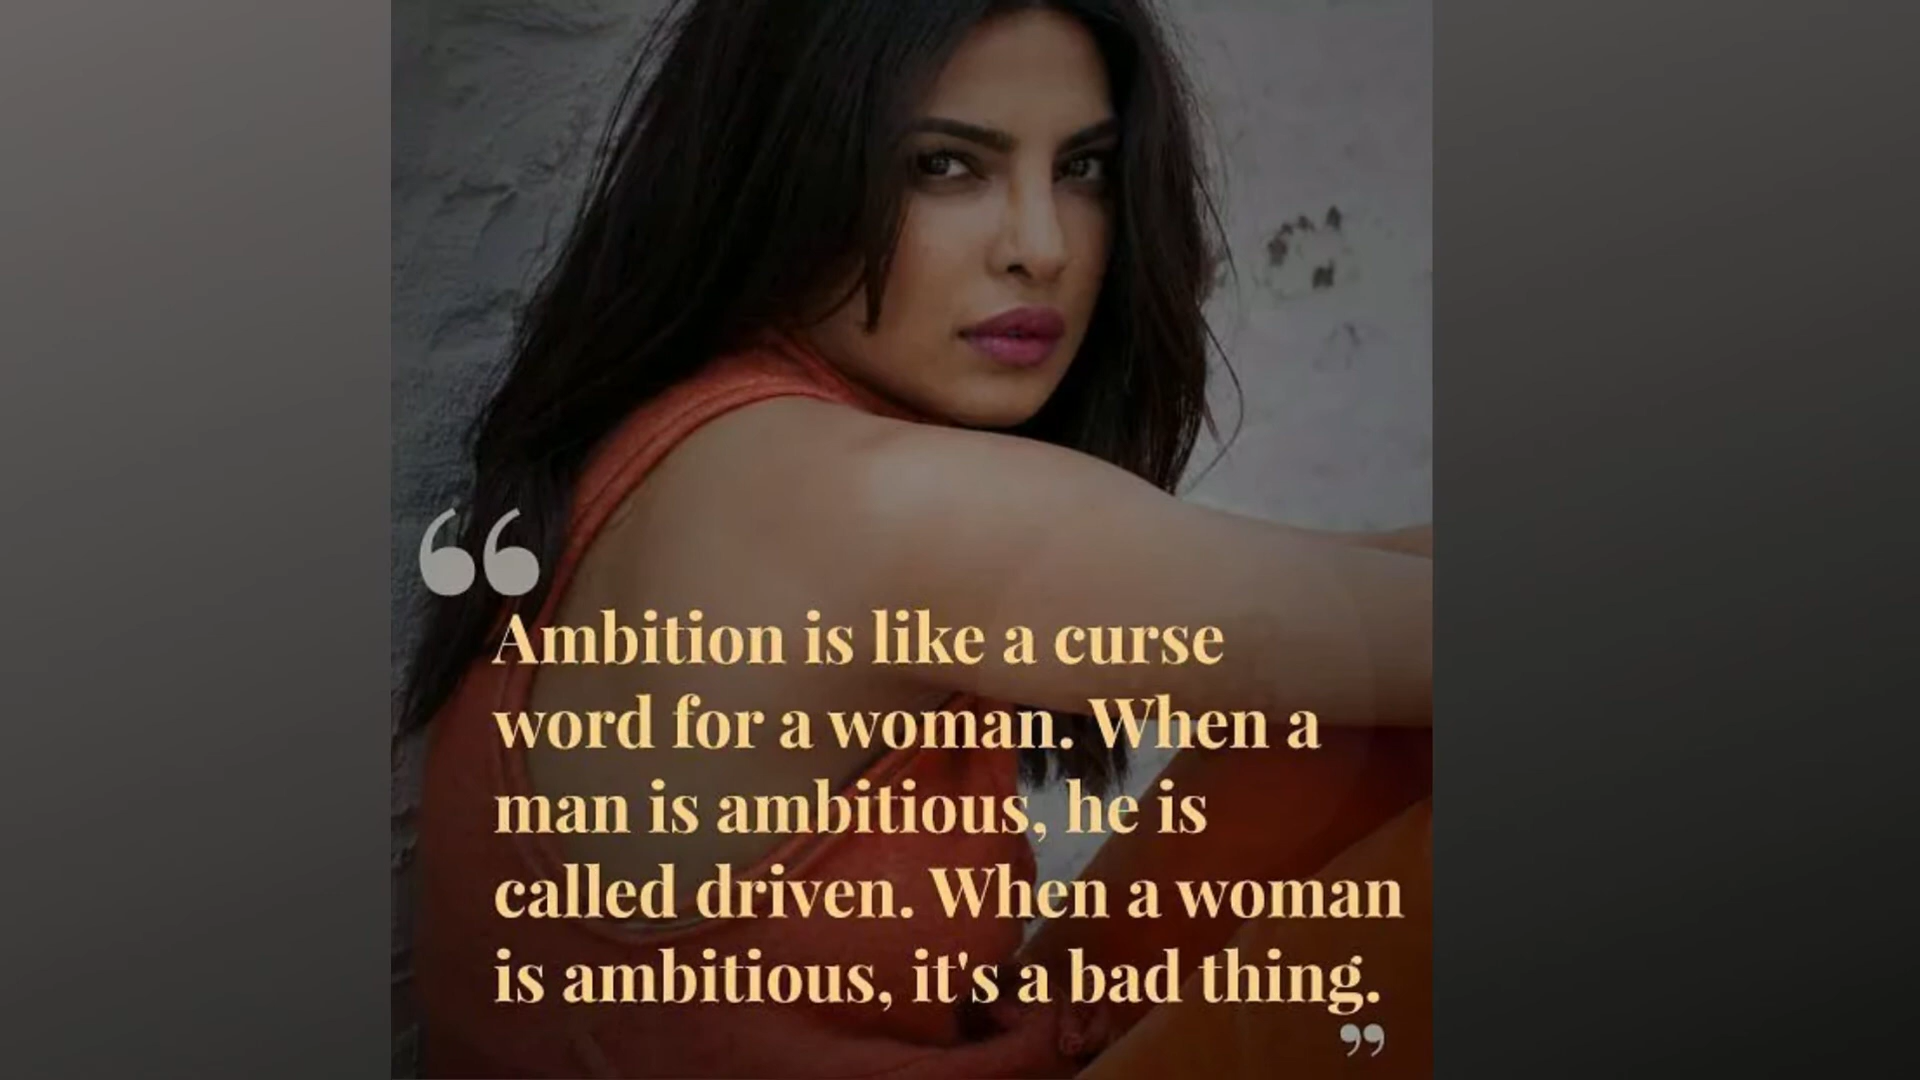 “
Ambition is like a curse
word for a woman. When a
man is ambitious, he is
called driven. When a woman
is ambitious, it's a bad thing.
”